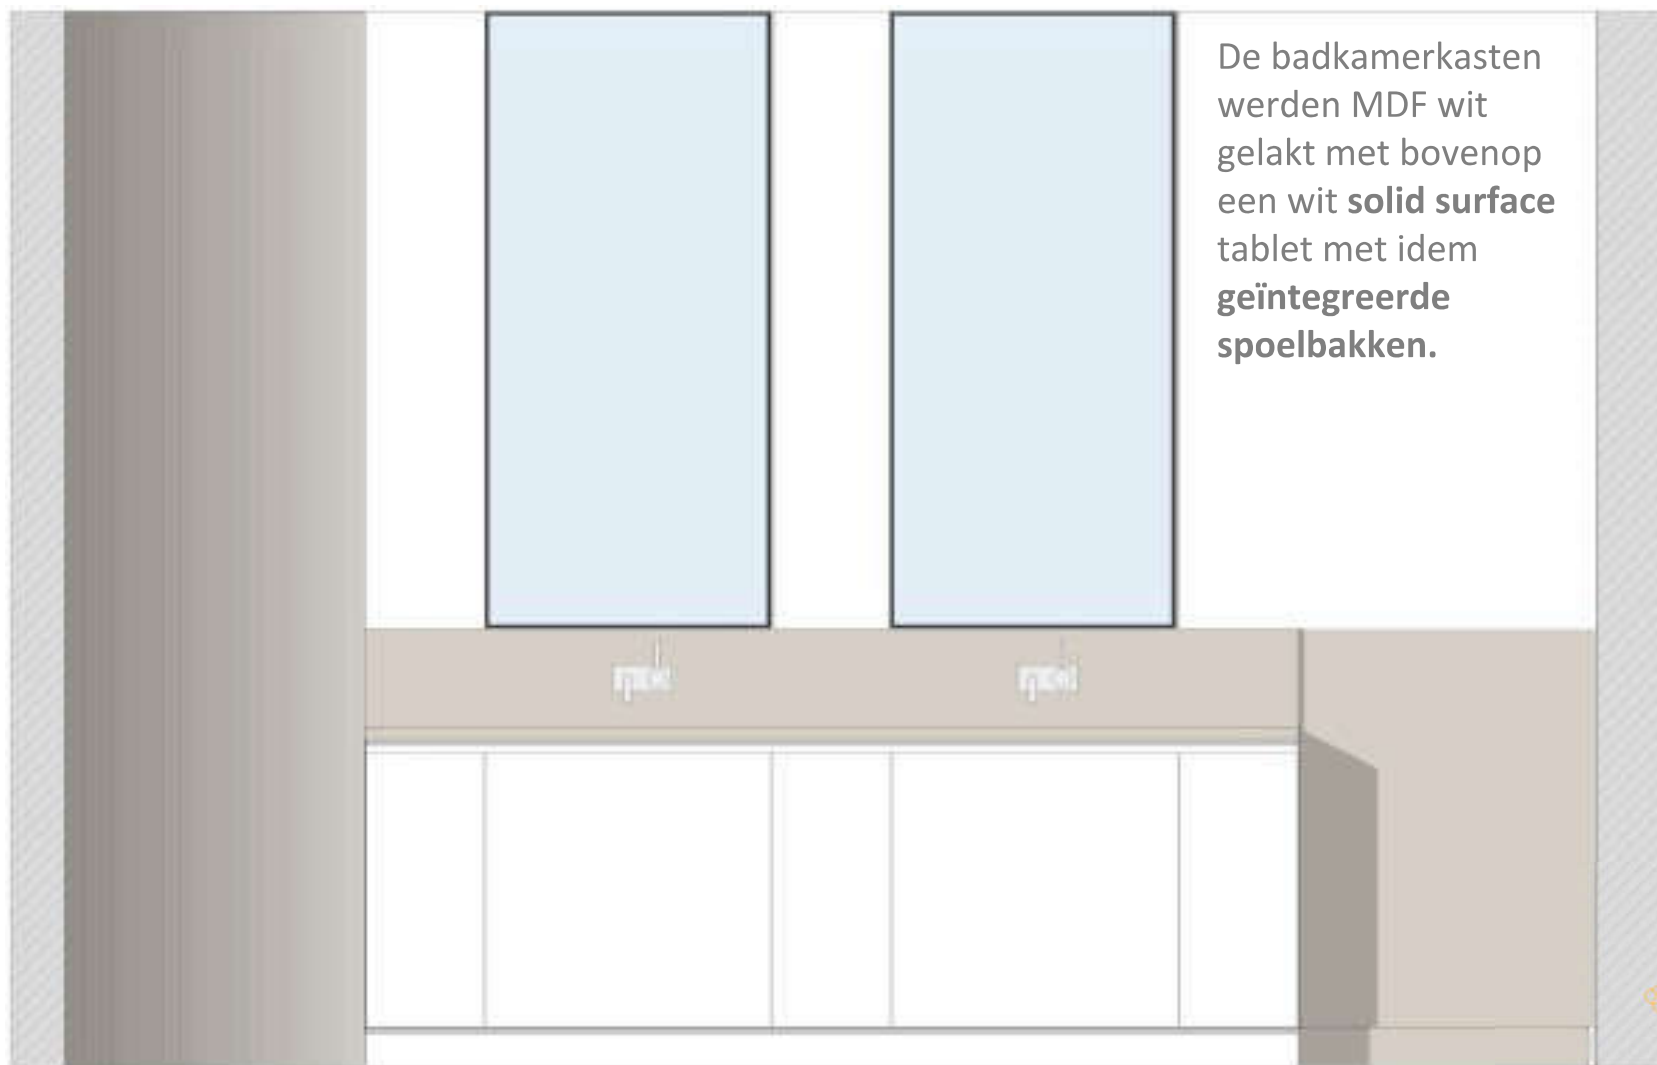 De badkamerkasten
werden MDF wit
gelakt met bovenop
een wit solid surface
tablet met idem
geïntegreerde
spoelbakken.